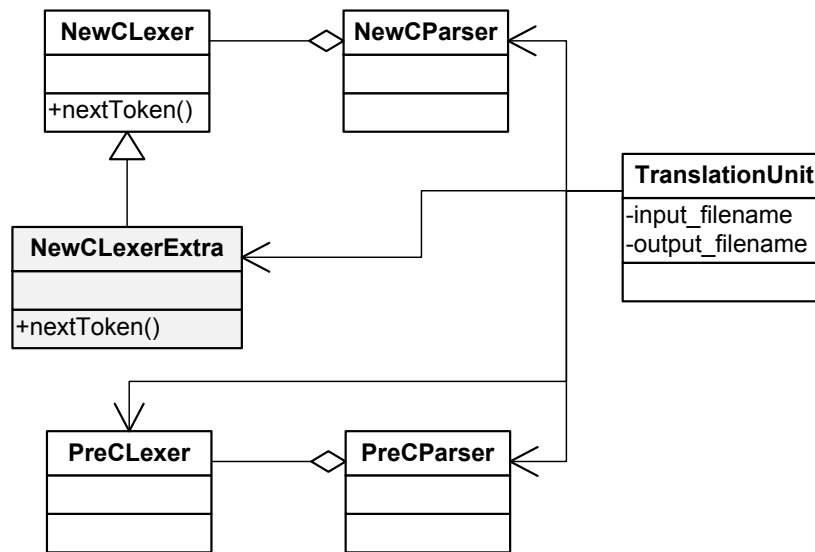 NewCLexer
+nextToken()
NewCParser
TranslationUnit
-input_filename
-output_filename
NewCLexerExtra
+nextToken()
PreCLexer
PreCParser